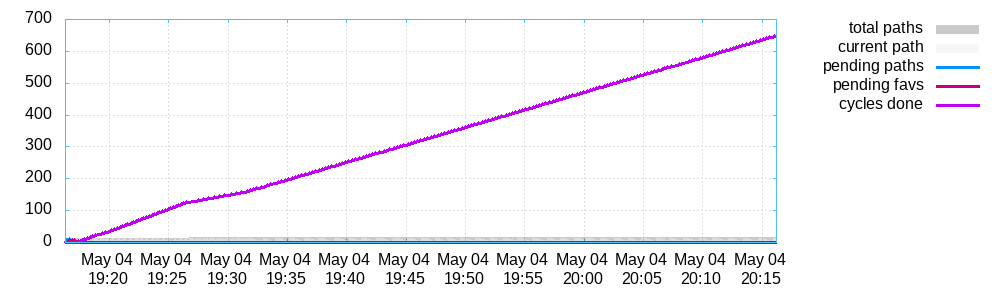 700
600
500
400
300
200
100
0
May 04 May 04 May 04 May 04 May 04 May 04 May 04 May 04 May 04 May 04 May 04 May 04
19:20 19:25 19:30 19:35 19:40 19:45 19:50 19:55 20:00 20:05 20:10 20:15
total paths
current path
pending paths
pending favs
cycles done